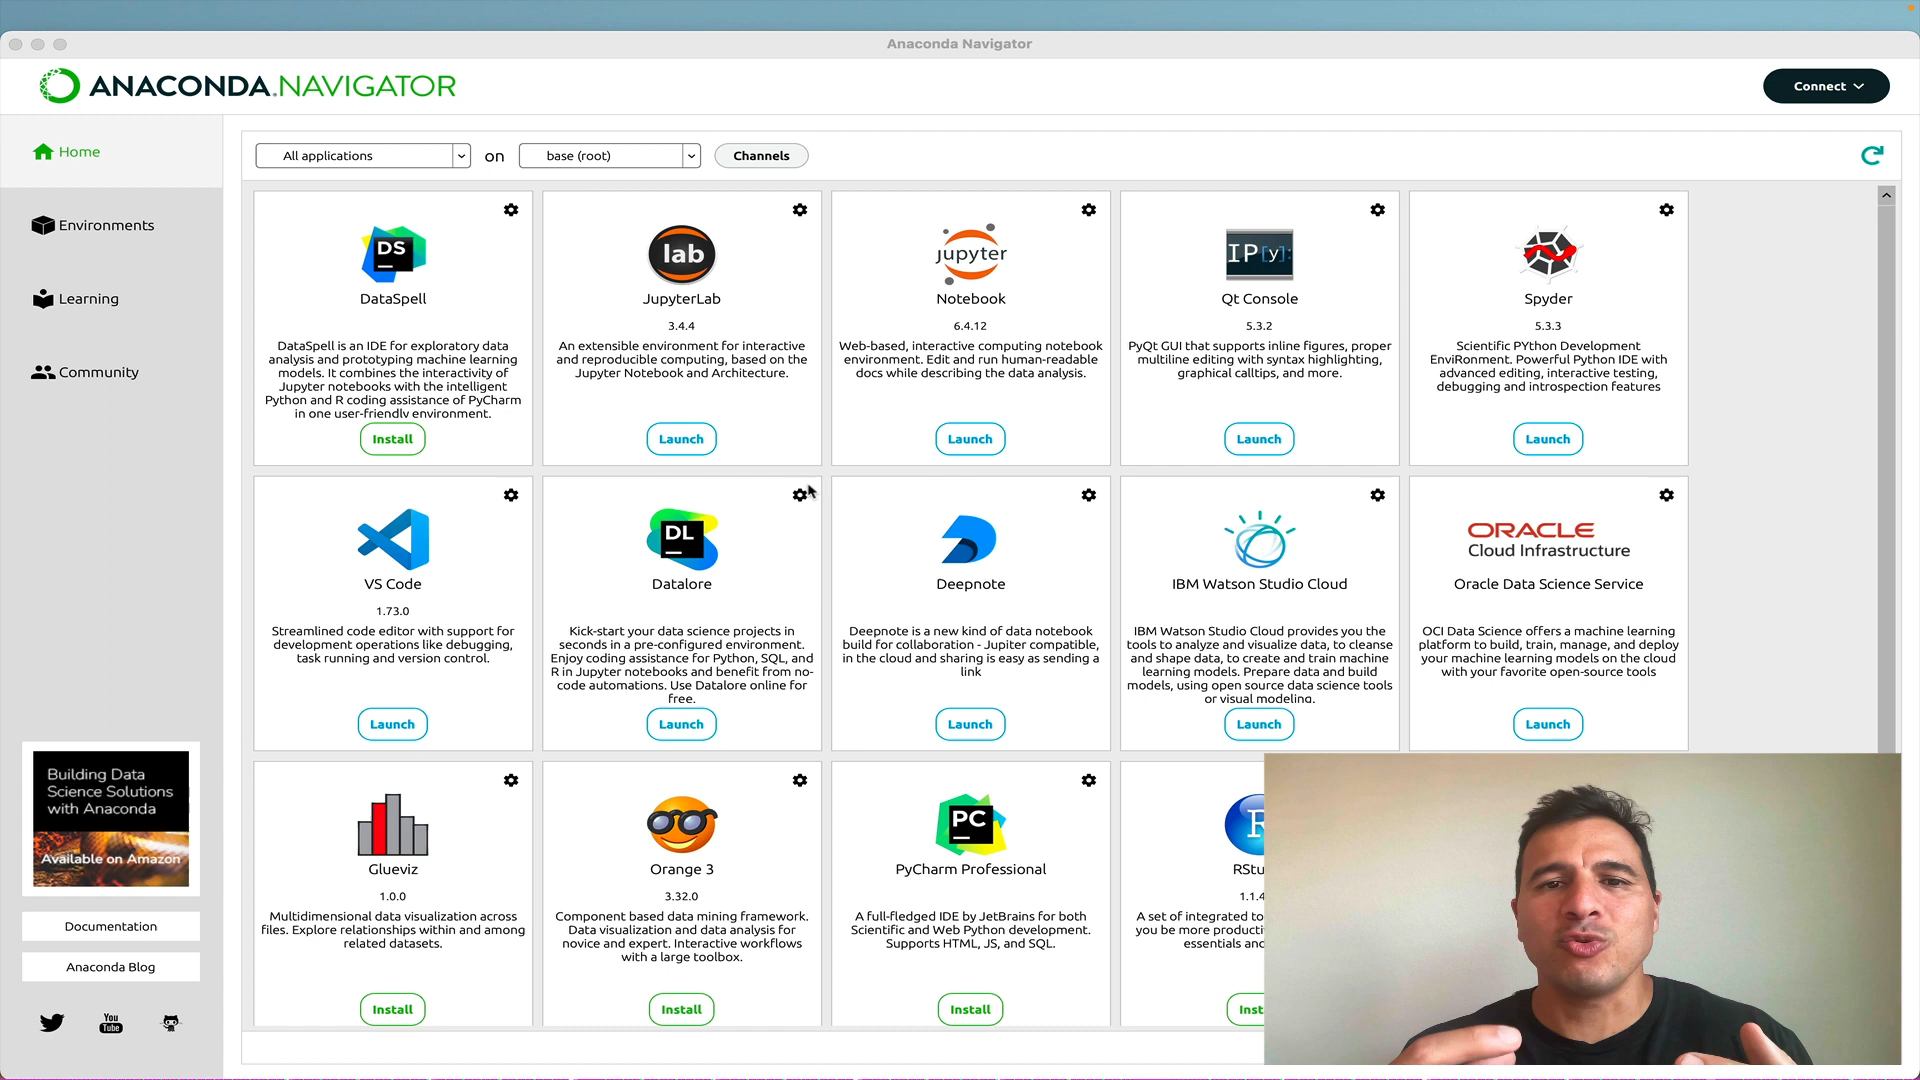 Anaconda Navigator
ANACONDA.NAVIGATOR
Connect
Home
Environments
Learning
Community
All applications
on
base (root)
Channels
DS
DataSpell
DataSpell is an IDE for exploratory data
analysis and prototyping machine learning
models. It combines the interactivity of
Jupyter notebooks with the intelligent
Python and R coding assistance of PyCharm
in one user-friendly environment.
Install
lab
JupyterLab
3.4.4
An extensible environment for interactive
and reproducible computing, based on the
Jupyter Notebook and Architecture.
Launch
jupyter
Notebook
6.4.12
Web-based, interactive computing notebook
environment. Edit and run human-readable
docs while describing the data analysis.
Launch
IP[y]:
Qt Console
5.3.2
PyQt GUI that supports inline figures, proper
multiline editing with syntax highlighting,
graphical calltips, and more.
Launch
Spyder
5.3.3
Scientific PYthon Development
EnviRonment. Powerful Python IDE with
advanced editing, interactive testing,
debugging and introspection features
Launch
VS Code
1.73.0
Streamlined code editor with support for
development operations like debugging,
task running and version control.
Launch
DL
Datalore
Kick-start your data science projects in
seconds in a pre-configured environment.
Enjoy coding assistance for Python, SQL, and
R in Jupyter notebooks and benefit from no-
code automations. Use Datalore online for
free.
Launch
Deepnote
Deepnote is a new kind of data notebook
build for collaboration - Jupiter compatible,
in the cloud and sharing is easy as sending a
link
Launch
IBM Watson Studio Cloud
IBM Watson Studio Cloud provides you the
tools to analyze and visualize data, to cleanse
and shape data, to create and train machine
learning models. Prepare data and build
models, using open source data science tools
or visual modeling.
Launch
ORACLE
Cloud Infrastructure
Oracle Data Science Service
OCI Data Science offers a machine learning
platform to build, train, manage, and deploy
your machine learning models on the cloud
with your favorite open-source tools
Launch
Glueviz
1.0.0
Multidimensional data visualization across
files. Explore relationships within and among
related datasets.
Install
Orange 3
3.32.0
Component based data mining framework.
Data visualization and data analysis for
novice and expert. Interactive workflows
with a large toolbox.
Install
PC
PyCharm Professional
A full-fledged IDE by JetBrains for both
Scientific and Web Python development.
Supports HTML, JS, and SQL.
Install
R
RStu
1.1.4
A set of integrated to
you be more producti
essentials and
Inst
Building Data
Science Solutions
with Anaconda
Available on Amazon
Documentation
Anaconda Blog
You
Tube